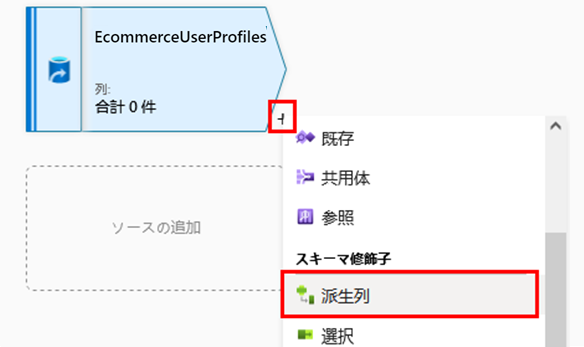 EcommerceUserProfiles
列:
合計 0 件
+
既存
共用体
参照
ソースの追加
スキーマ修飾子
派生列
選択